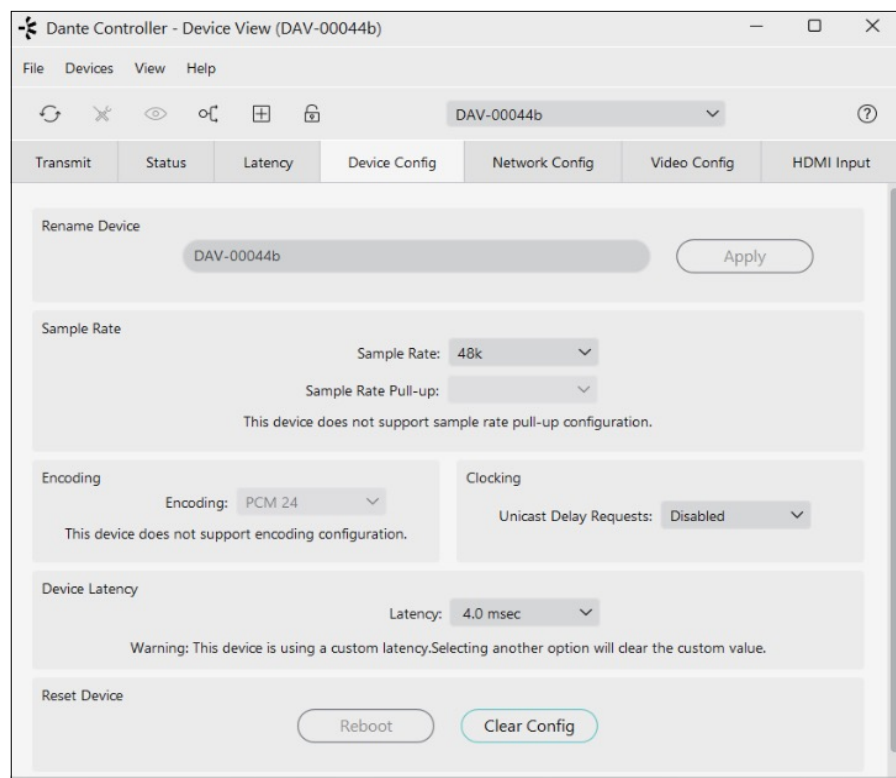 Dante Controller - Device View (DAV-00044b)
File Devices View Help
DAV-00044b
Transmit Status Latency Device Config Network Config Video Config HDMI Input
Rename Device
DAV-00044b Apply
Sample Rate
Sample Rate: 48k
Sample Rate Pull-up:
This device does not support sample rate pull-up configuration.
Encoding
Encoding: PCM 24
This device does not support encoding configuration.
Clocking
Unicast Delay Requests: Disabled
Device Latency
Latency: 4.0 msec
Warning: This device is using a custom latency.Selecting another option will clear the custom value.
Reset Device
Reboot Clear Config